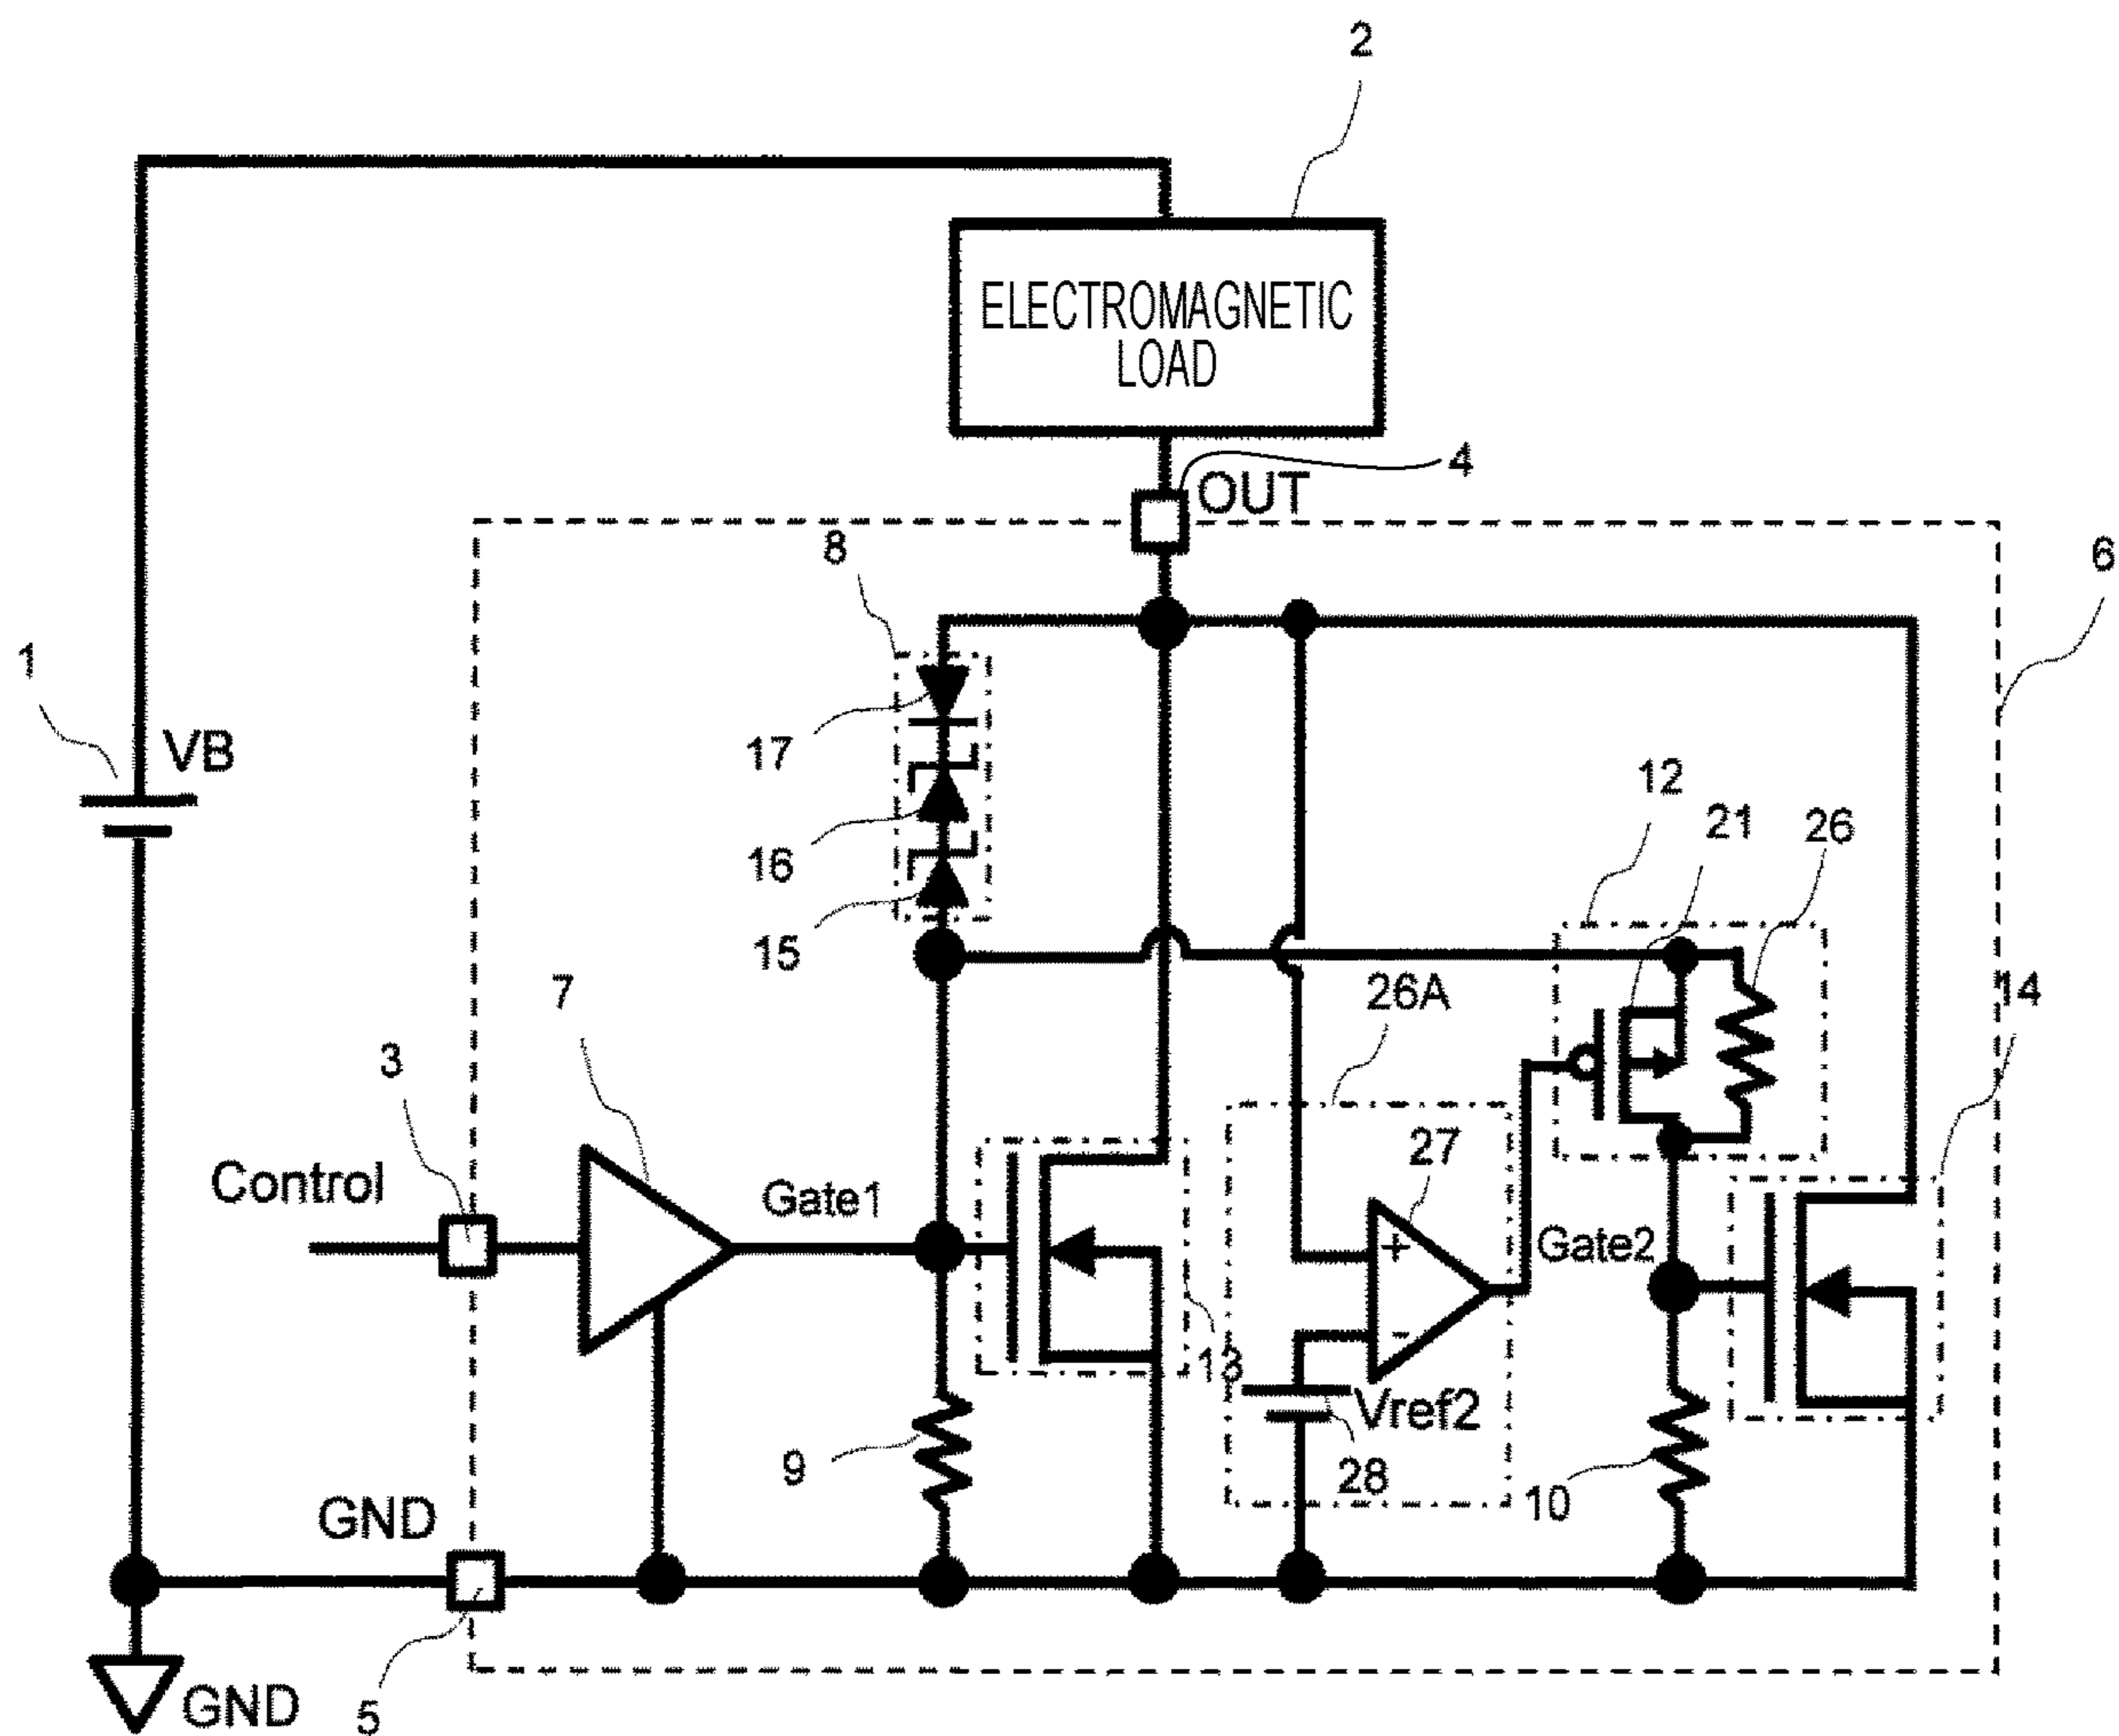 2
ELECTROMAGNETIC
LOAD
4
OUT
8
6
1
VB
17
12
21
26
16
15
7
26A
14
3
27
Control
Gate1
Gate2
13
Vref2
9
28
10
GND
5
GND